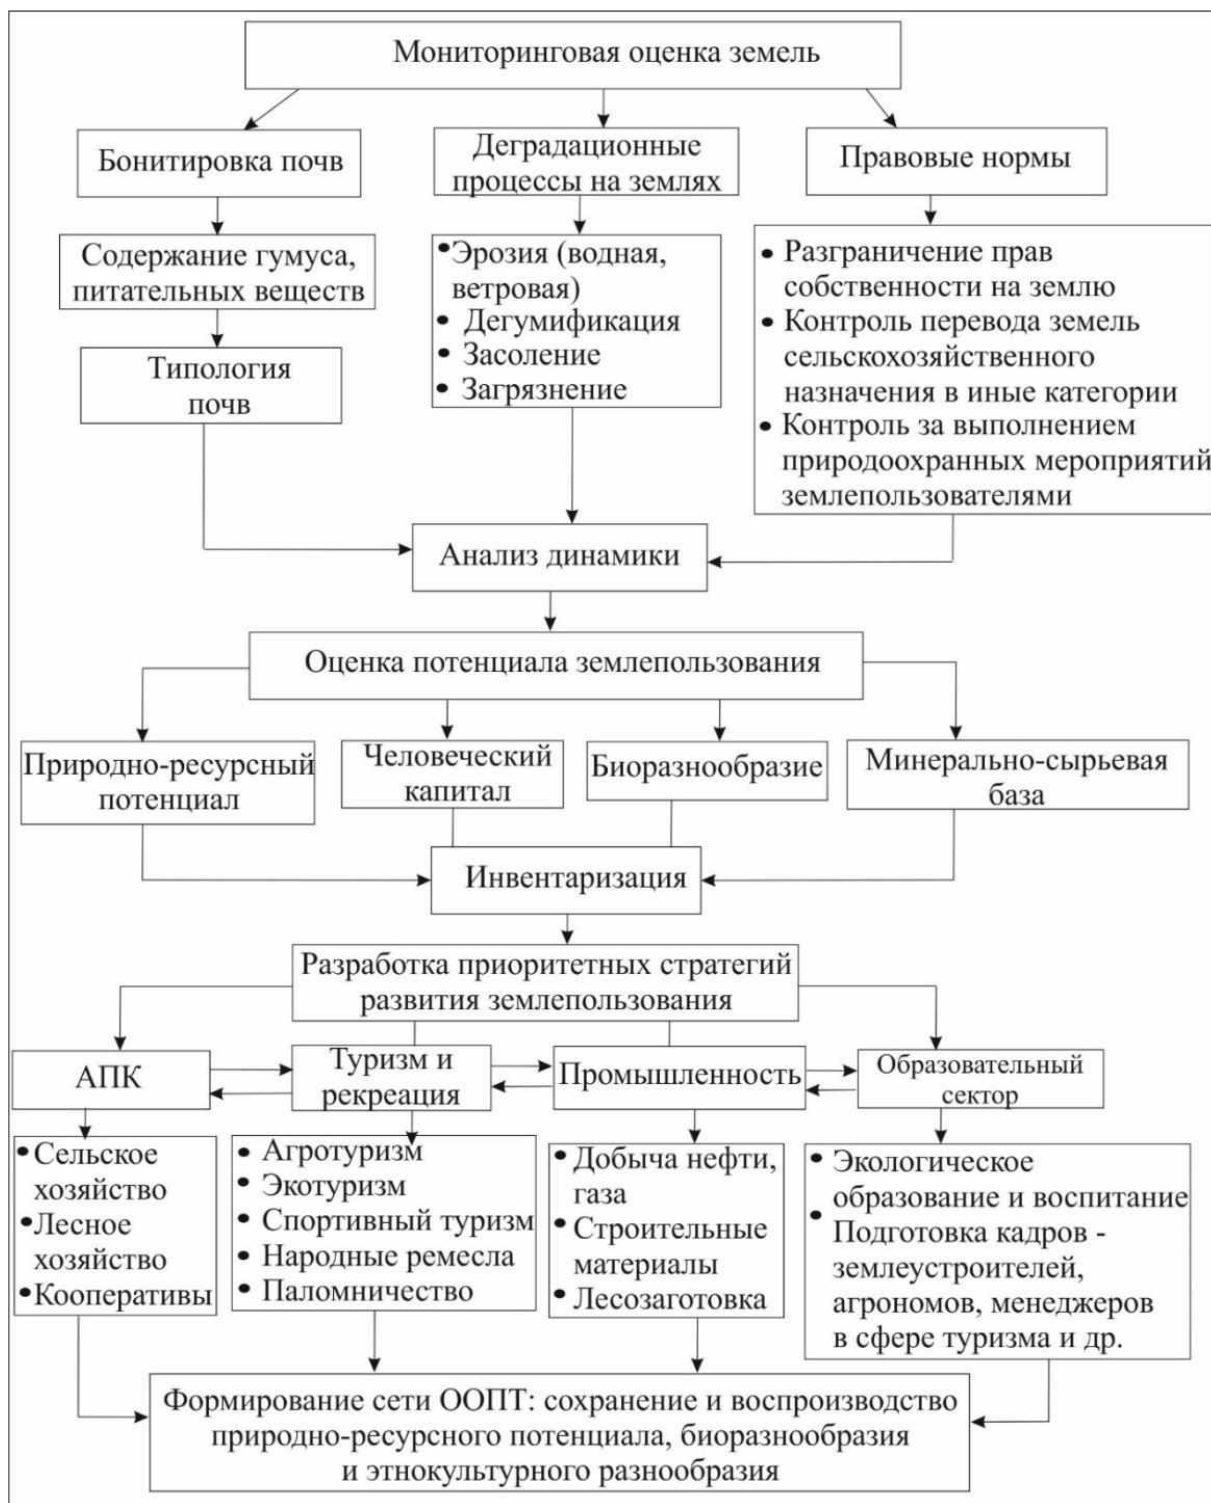 Мониторинговая оценка земель
Бонитировка почв
Деградационные
процессы на землях
Правовые нормы
Содержание гумуса,
питательных веществ
Типология
почв
• Эрозия (водная,
ветровая)
• Дегумификация
• Засоление
• Загрязнение
• Разграничение прав
собственности на землю
• Контроль перевода земель
сельскохозяйственного
назначения в иные категории
• Контроль за выполнением
природоохранных мероприятий
землепользователями
Анализ динамики
Оценка потенциала землепользования
Природно-ресурсный
потенциал
Человеческий
капитал
Биоразнообразие
Минерально-сырьевая
база
Инвентаризация
Разработка приоритетных стратегий
развития землепользования
АПК
Туризм и
рекреация
Промышленность
Образовательный
сектор
• Сельское
хозяйство
• Лесное
хозяйство
• Кооперативы
• Агротуризм
• Экотуризм
• Спортивный туризм
• Народные ремесла
• Паломничество
• Добыча нефти,
газа
• Строительные
материалы
• Лесозаготовка
• Экологическое
образование и воспитание
• Подготовка кадров -
землеустроителей,
агрономов, менеджеров
в сфере туризма и др.
Формирование сети ООПТ: сохранение и воспроизводство
природно-ресурсного потенциала, биоразнообразия
и этнокультурного разнообразия